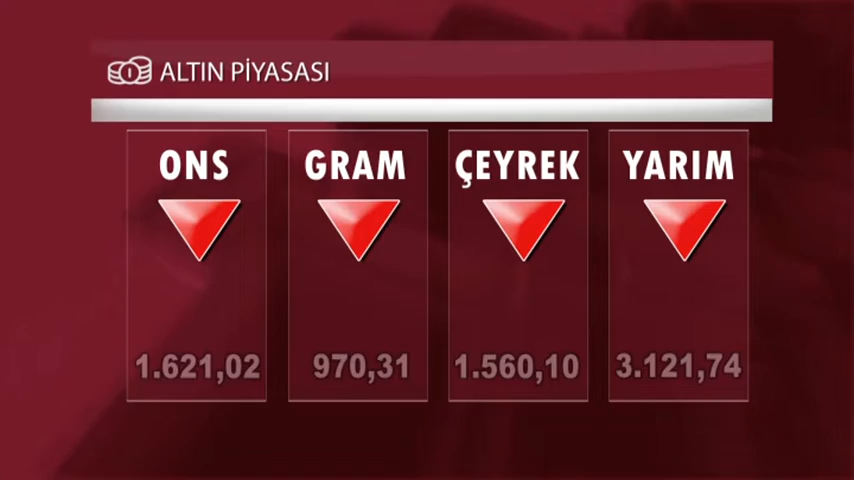 ALTIN PİYASASI
ONS GRAM ÇEYREK YARIM
1.621,02 970,31 1.560,10 3.121,74